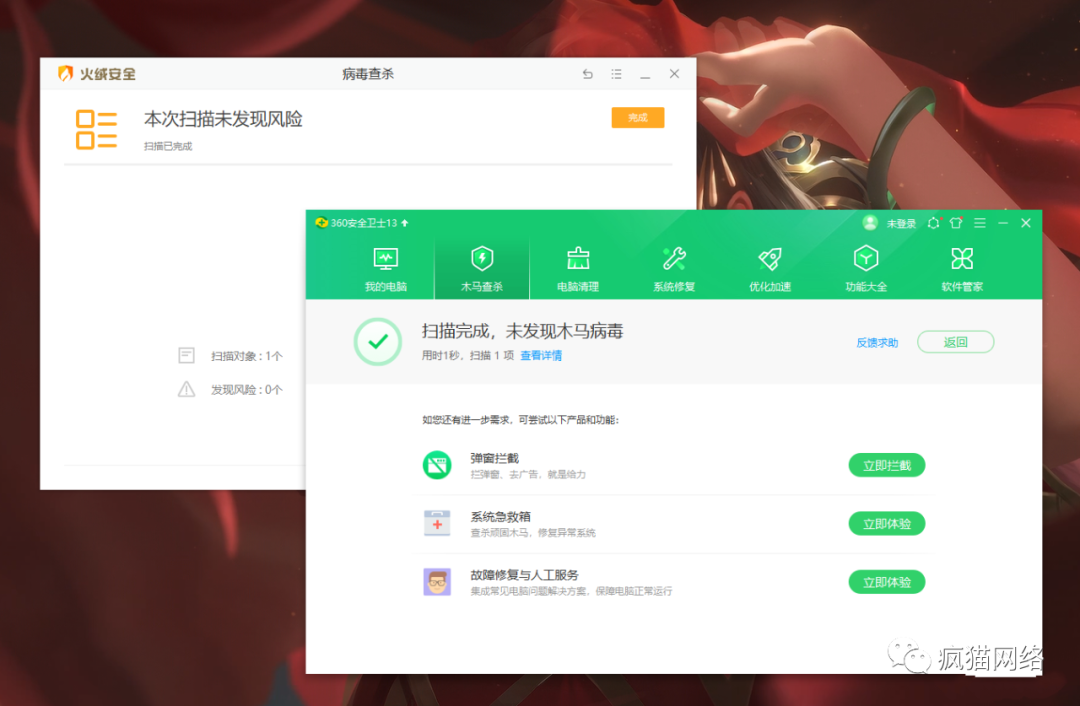 火绒安全
病毒查杀
本次扫描未发现风险
完成
扫描已完成
扫描对象：1个
发现风险：0个
360安全卫士13
未登录
我的电脑
木马查杀
电脑清理
系统修复
优化加速
功能大全
软件管家
扫描完成，未发现木马病毒
用时1秒，扫描 1 项 查看详情
反馈求助
返回
如您还有进一步需求，可尝试以下产品和功能：
弹窗拦截
拦弹窗、去广告，就是给力
立即拦截
系统急救箱
查杀顽固木马，修复异常系统
立即体验
故障修复与人工服务
集成常见电脑问题解决方案，保障电脑正常运行
立即体验
疯猫网络